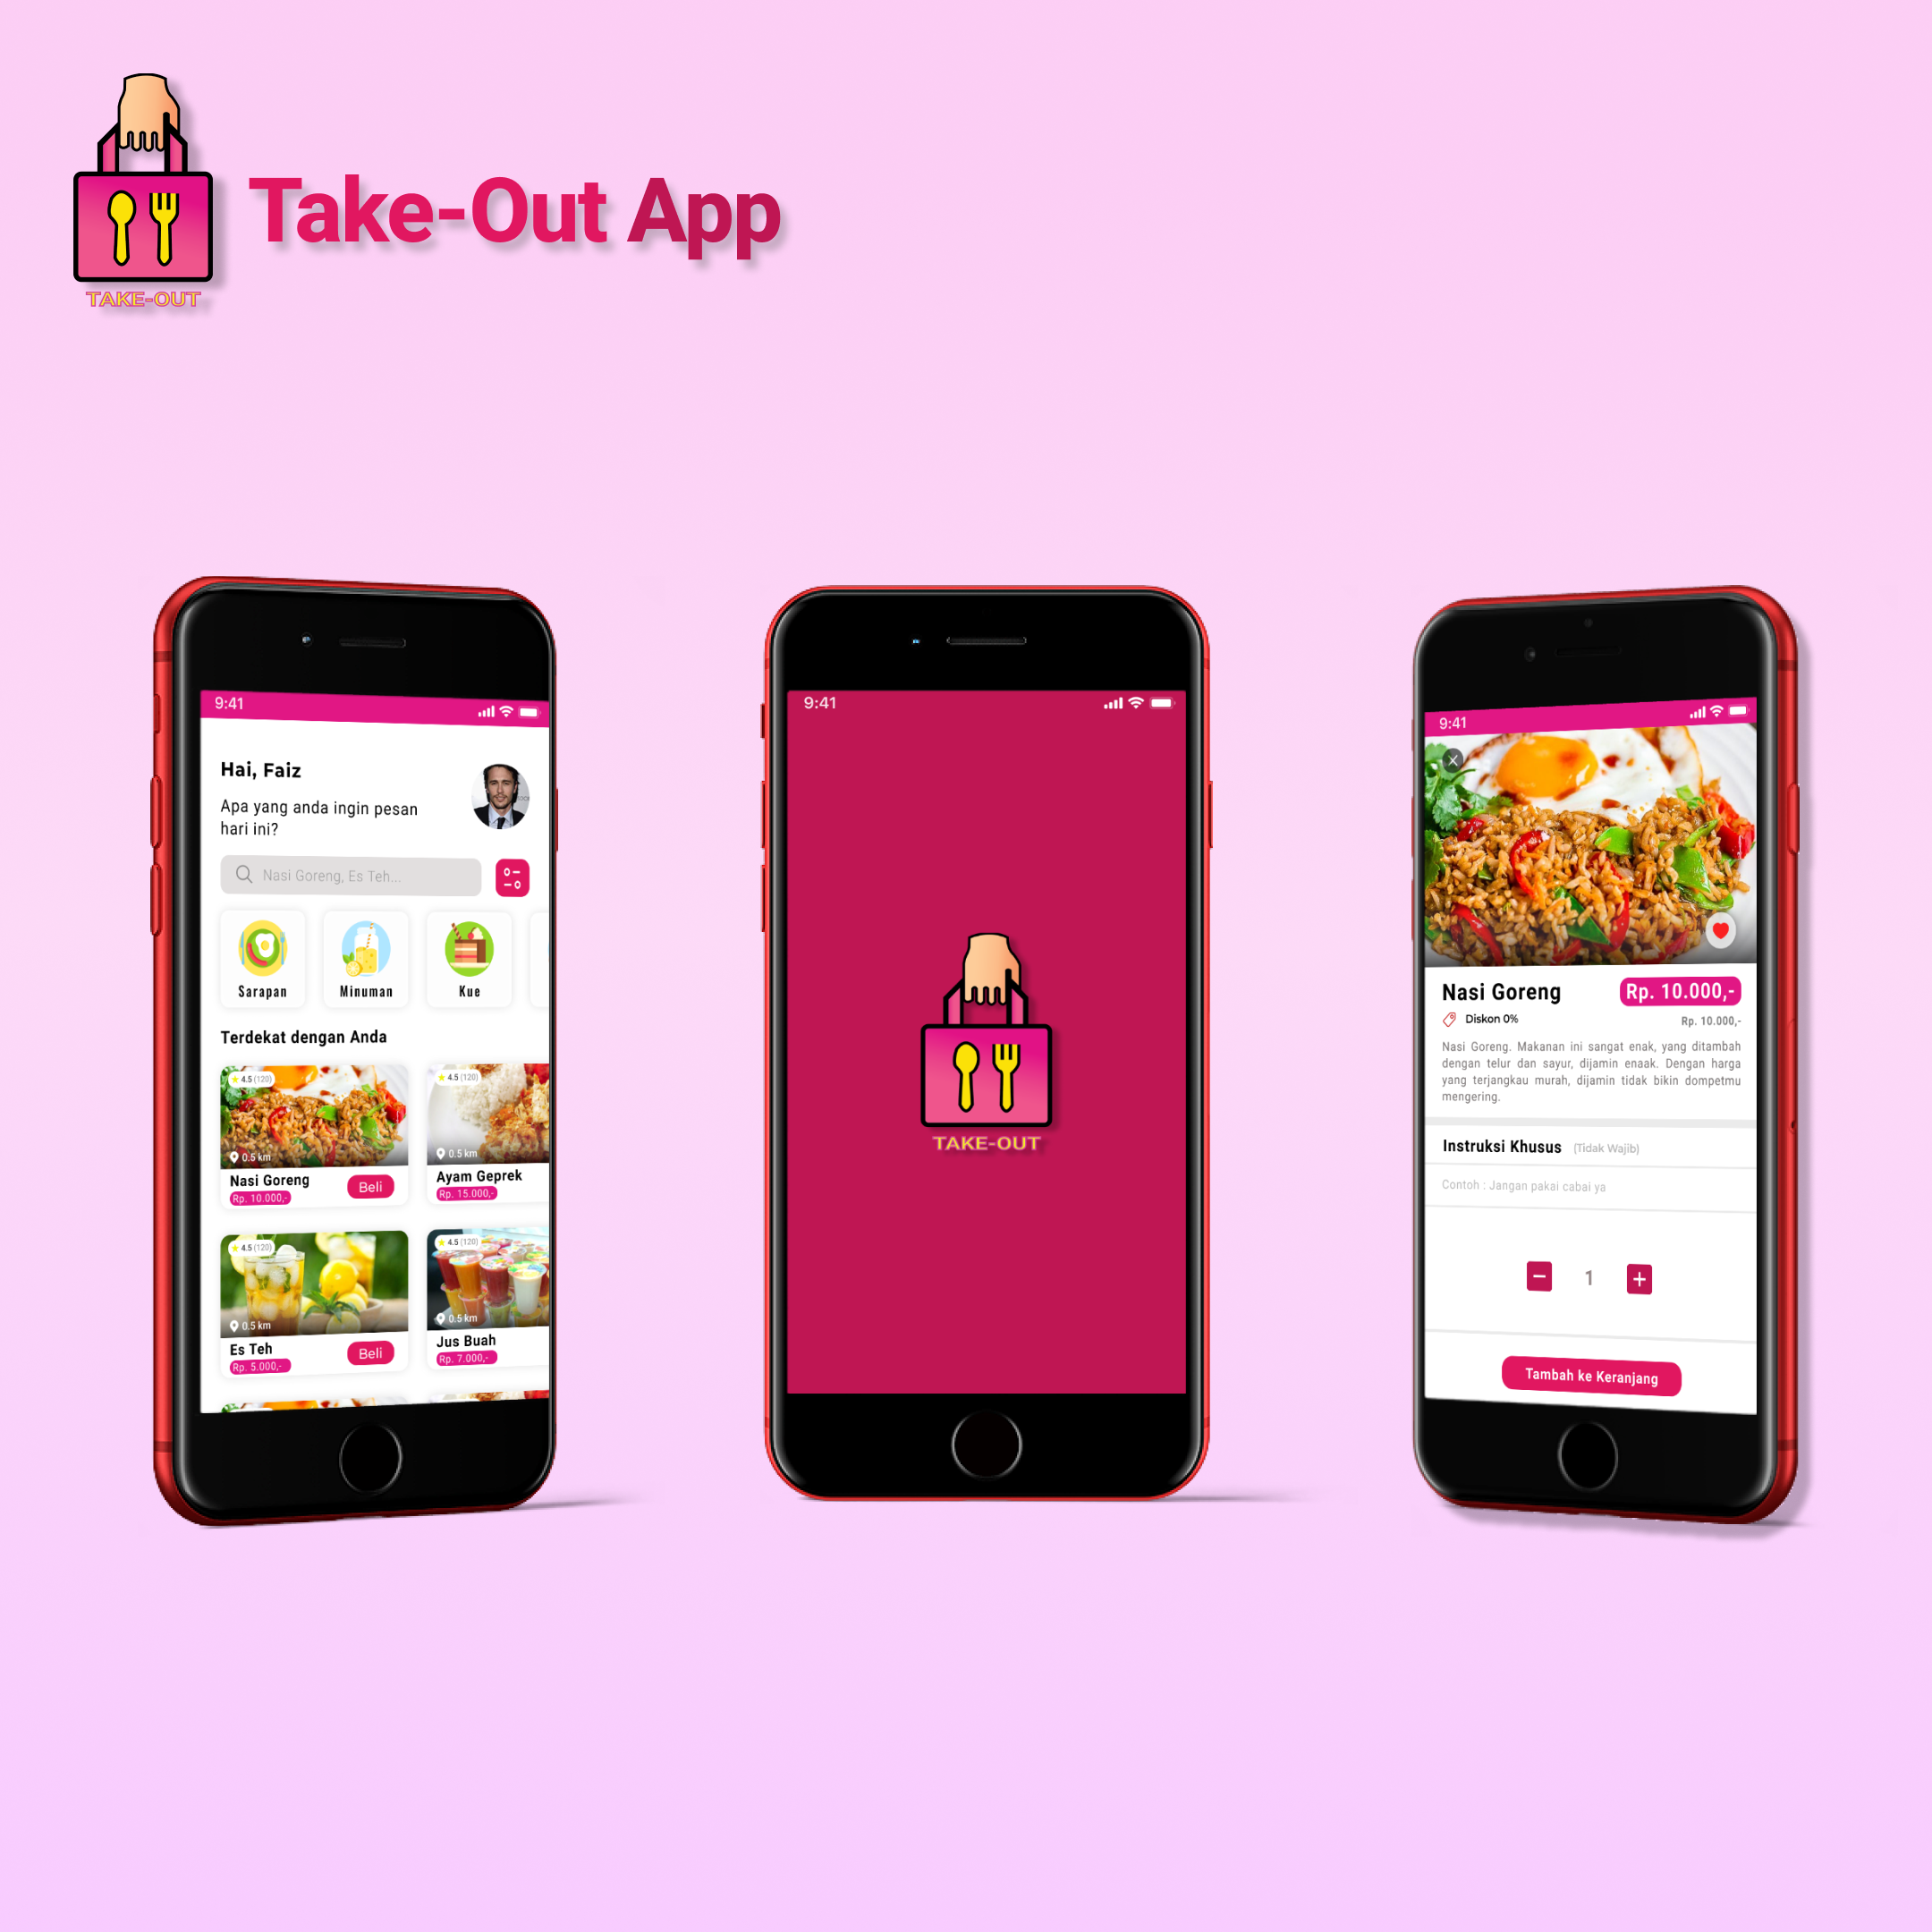 TAKE-OUT
Take-Out App
9:41
Hai, Faiz
Apa yang anda ingin pesan
hari ini?
Nasi Goreng, Es Teh...
Sarapan
Minuman
Kue
Terdekat dengan Anda
4.5 (120)
0.5 km
Nasi Goreng
Rp. 10.000,-
Beli
4.5 (120)
0.5 km
Ayam Geprek
Rp. 15.000,-
4.5 (120)
0.5 km
Es Teh
Rp. 5.000,-
Beli
4.5 (120)
0.5 km
Jus Buah
Rp. 7.000,-
9:41
TAKE-OUT
9:41
Nasi Goreng
Rp. 10.000,-
Diskon 0%
Rp. 10.000,-
Nasi Goreng. Makanan ini sangat enak, yang ditambah
dengan telur dan sayur, dijamin enaak. Dengan harga
yang terjangkau murah, dijamin tidak bikin dompetmu
mengering.
Instruksi Khusus (Tidak Wajib)
Contoh : Jangan pakai cabai ya
1
Tambah ke Keranjang